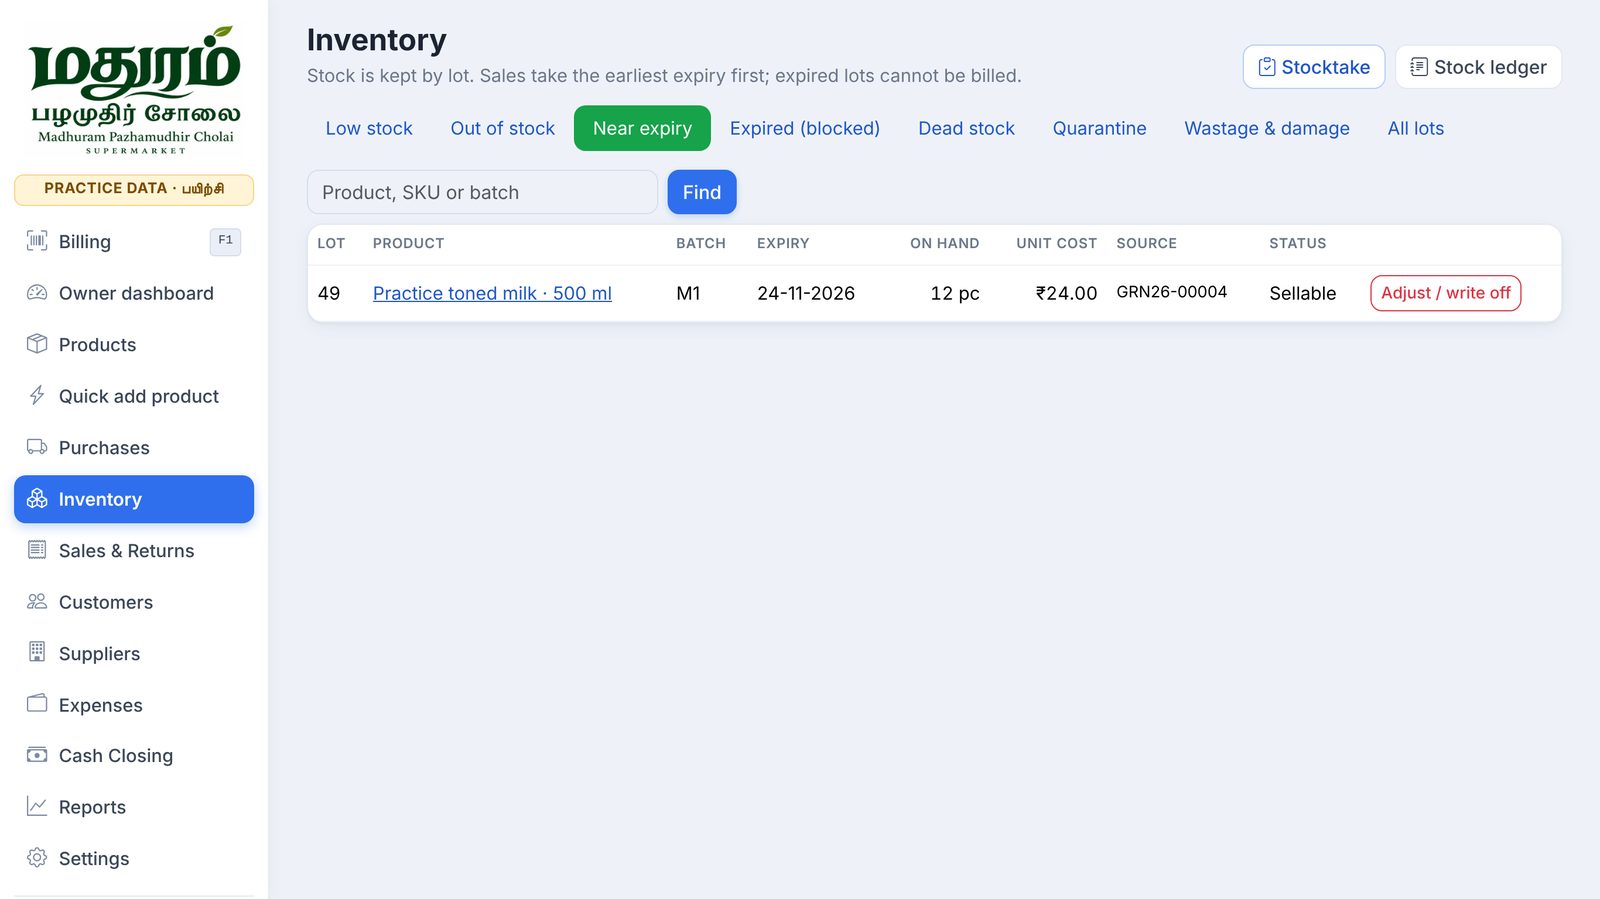 மதுரம்
பழமுதிர் சோலை
Madhuram Pazhamudhir Cholai
SUPERMARKET
PRACTICE DATA · பயிற்சி
Billing F1
Owner dashboard
Products
Quick add product
Purchases
Inventory
Sales & Returns
Customers
Suppliers
Expenses
Cash Closing
Reports
Settings
Inventory
Stock is kept by lot. Sales take the earliest expiry first; expired lots cannot be billed.
Stocktake Stock ledger
Low stock Out of stock Near expiry Expired (blocked) Dead stock Quarantine Wastage & damage All lots
Product, SKU or batch Find
LOT PRODUCT BATCH EXPIRY ON HAND UNIT COST SOURCE STATUS
49 Practice toned milk · 500 ml M1 24-11-2026 12 pc ₹24.00 GRN26-00004 Sellable Adjust / write off